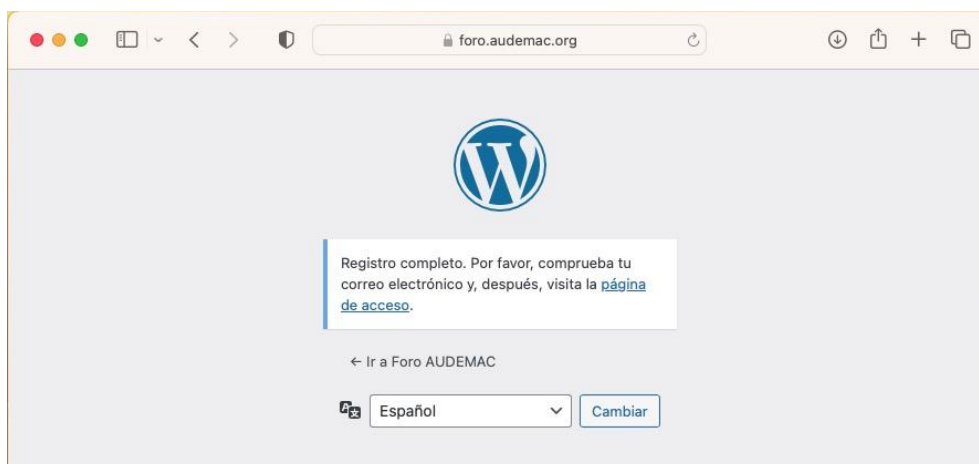 foro.audemac.org
Registro completo. Por favor, comprueba tu
correo electrónico y, después, visita la página
de acceso.
← Ir a Foro AUDEMAC
Español
Cambiar